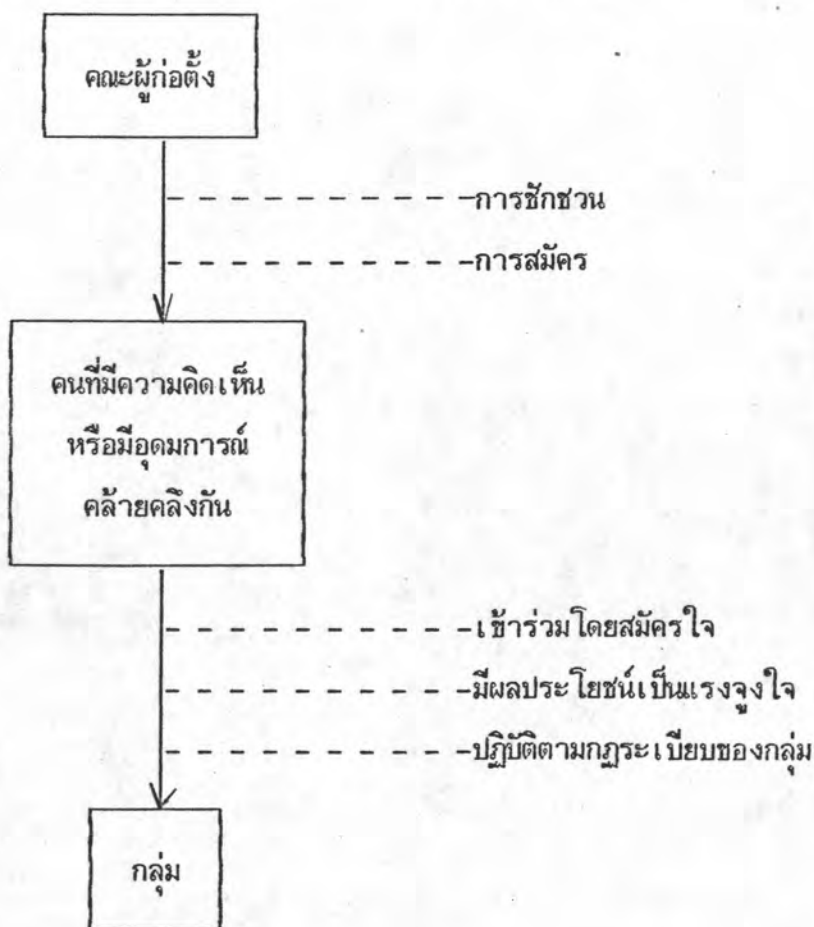 คณะผู้ก่อตั้ง
การชักชวน
การสมัคร
คนที่มีความคิดเห็น
หรือมีอุดมการณ์
คล้ายคลึงกัน
เข้าร่วมโดยสมัครใจ
มีผลประโยชน์เป็นแรงจูงใจ
ปฏิบัติตามกฎระเบียบของกลุ่ม
กลุ่ม